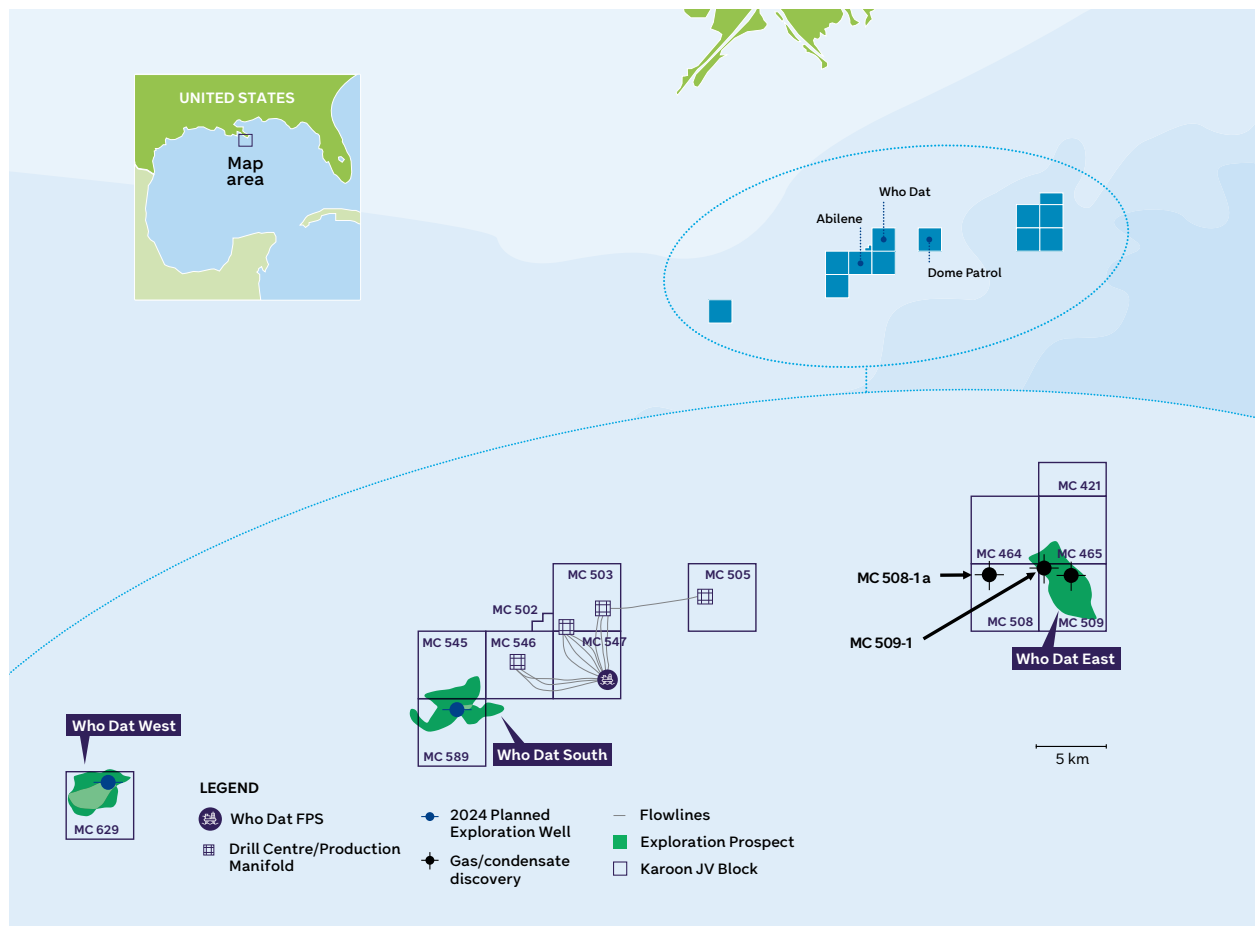 UNITED STATES
Map
area
Who Dat
Abilene
Dome Patrol
MC 421
MC 464
MC 465
MC 508-1a
MC 503
MC 505
MC 502
MC 508
MC 509
MC 545
MC 546
MC 547
MC 509-1
Who Dat East
Who Dat West
Who Dat South
MC 589
5 km
MC 629
LEGEND
Who Dat FPS
Drill Centre/Production
Manifold
2024 Planned
Exploration Well
Gas/condensate
discovery
Flowlines
Exploration Prospect
Karoon JV Block